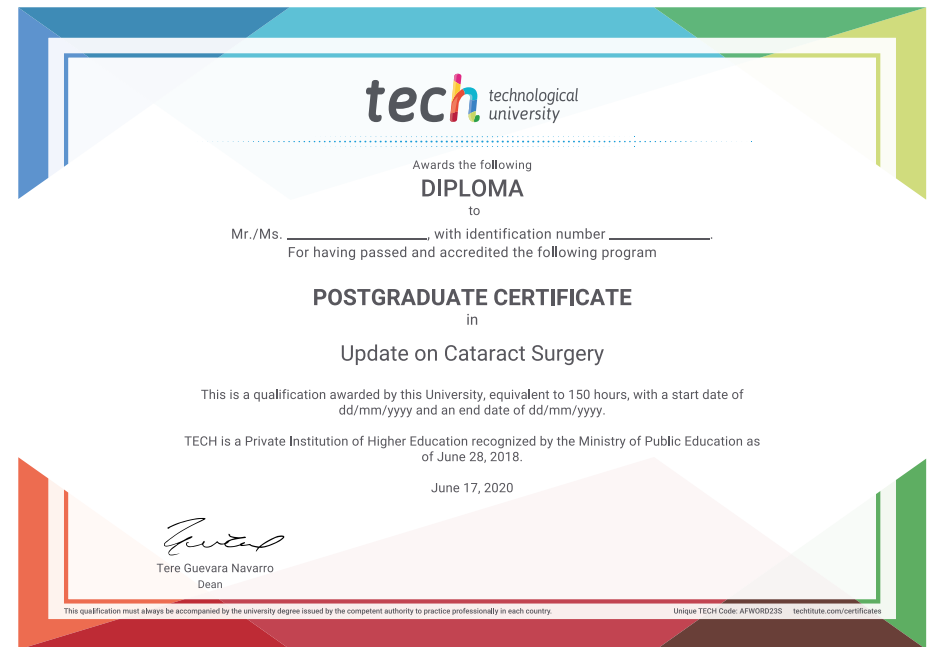 tech technological
university
Awards the following
DIPLOMA
to
Mr./Ms. ____________________, with identification number ______________.
For having passed and accredited the following program
POSTGRADUATE CERTIFICATE
in
Update on Cataract Surgery
This is a qualification awarded by this University, equivalent to 150 hours, with a start date of
dd/mm/yyyy and an end date of dd/mm/yyyy.
TECH is a Private Institution of Higher Education recognized by the Ministry of Public Education as
of June 28, 2018.
June 17, 2020
Tere Guevara Navarro
Dean
This qualification must always be accompanied by the university degree issued by the competent authority to practice professionally in each country.
Unique TECH Code: AFWORD23S techtitute.com/certificates